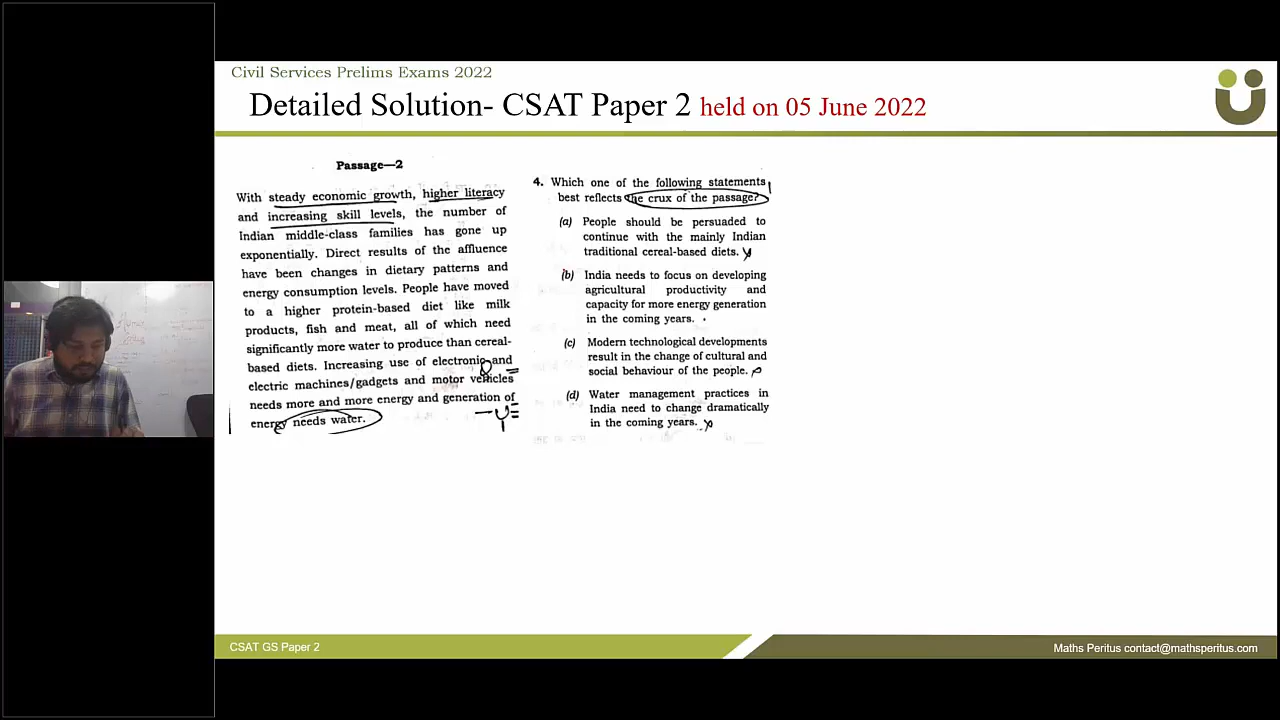 Civil Services Prelims Exams 2022
Detailed Solution- CSAT Paper 2 held on 05 June 2022
Passage—2
With steady economic growth, higher literacy
and increasing skill levels, the number of
Indian middle-class families has gone up
exponentially. Direct results of the affluence
have been changes in dietary patterns and
energy consumption levels. People have moved
to a higher protein-based diet like milk
products, fish and meat, all of which need
significantly more water to produce than cereal-
based diets. Increasing use of electronic and
electric machines/gadgets and motor vehicles
needs more and more energy and generation of
energy needs water.
4. Which one of the following statements
best reflects the crux of the passage?
(a) People should be persuaded to
continue with the mainly Indian
traditional cereal-based diets.
(b) India needs to focus on developing
agricultural productivity and
capacity for more energy generation
in the coming years.
(c) Modern technological developments
result in the change of cultural and
social behaviour of the people.
(d) Water management practices in
India need to change dramatically
in the coming years.
CSAT GS Paper 2
Maths Peritus contact@mathsperitus.com